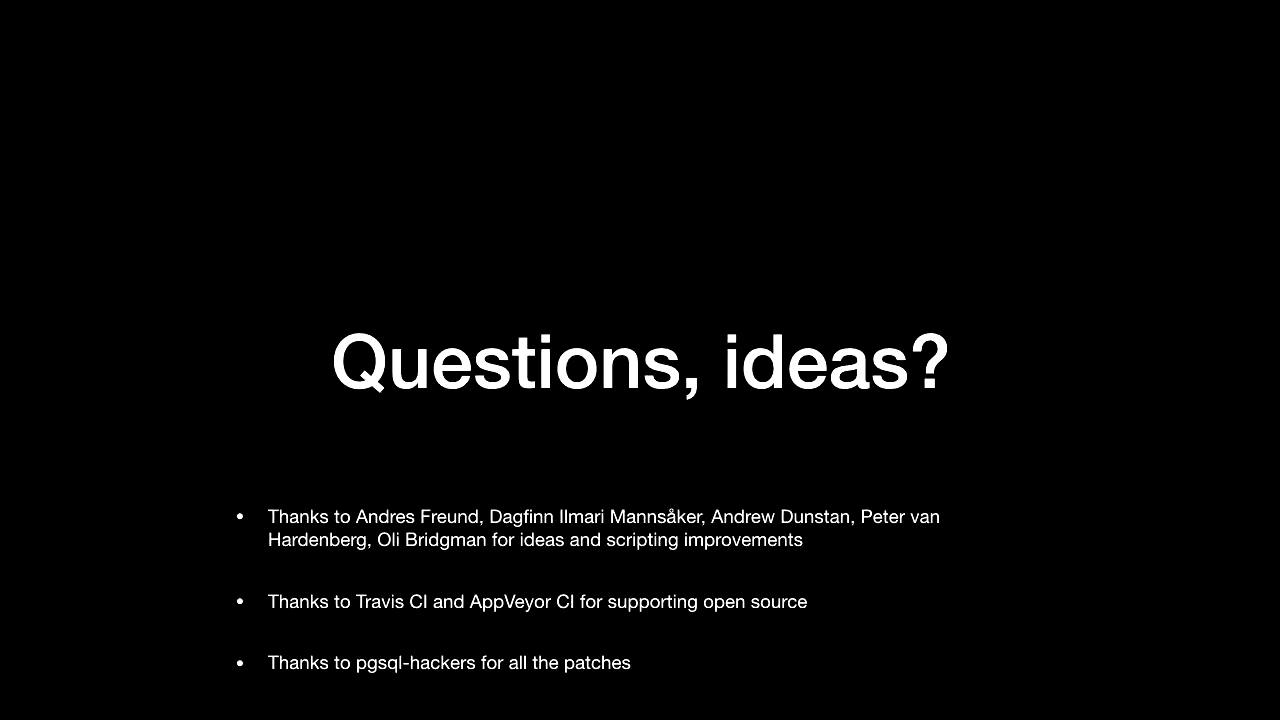 Questions, ideas?
• Thanks to Andres Freund, Dagfinn Ilmari Mannsåker, Andrew Dunstan, Peter van
Hardenberg, Oli Bridgman for ideas and scripting improvements
• Thanks to Travis CI and AppVeyor CI for supporting open source
• Thanks to pgsql-hackers for all the patches